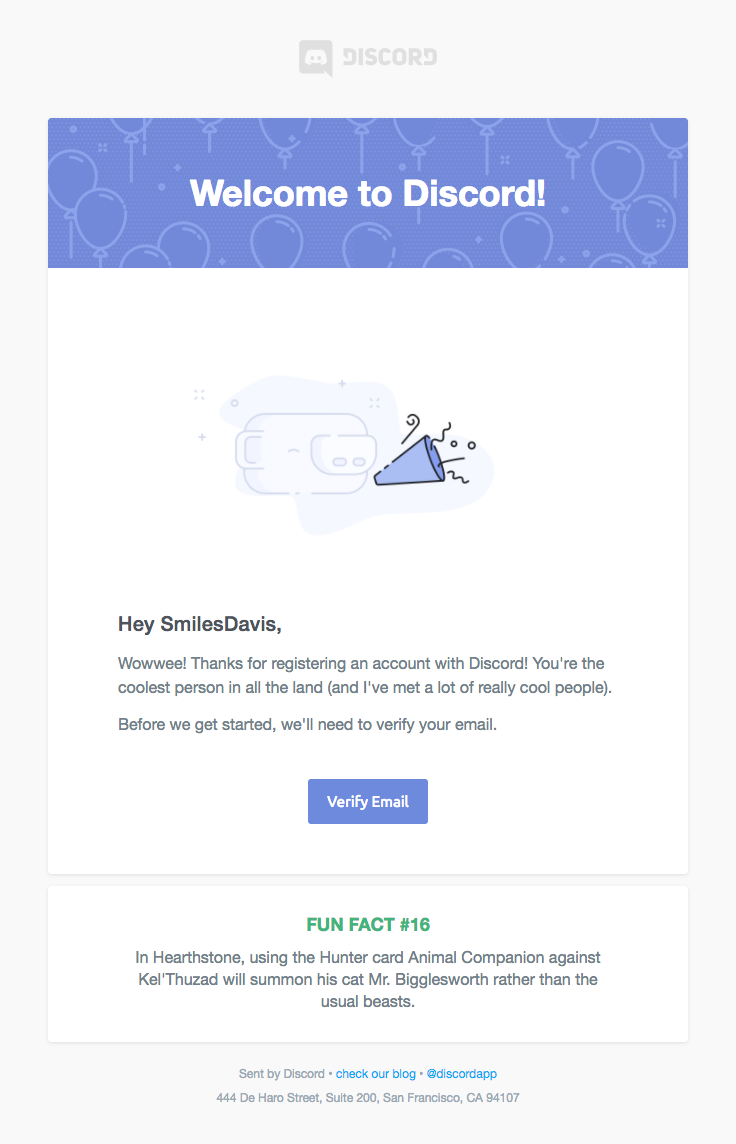 DISCORD
Welcome to Discord!
Hey SmilesDavis,
Wowwee! Thanks for registering an account with Discord! You're the
coolest person in all the land (and I've met a lot of really cool people).
Before we get started, we'll need to verify your email.
Verify Email
FUN FACT #16
In Hearthstone, using the Hunter card Animal Companion against
Kel'Thuzad will summon his cat Mr. Bigglesworth rather than the
usual beasts.
Sent by Discord • check our blog • @discordapp
444 De Haro Street, Suite 200, San Francisco, CA 94107